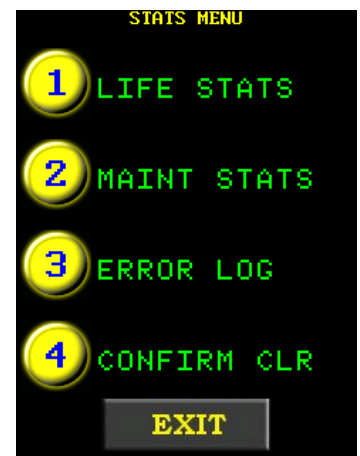 STATS MENU
1 LIFE STATS
2 MAINT STATS
3 ERROR LOG
4 CONFIRM CLR
EXIT